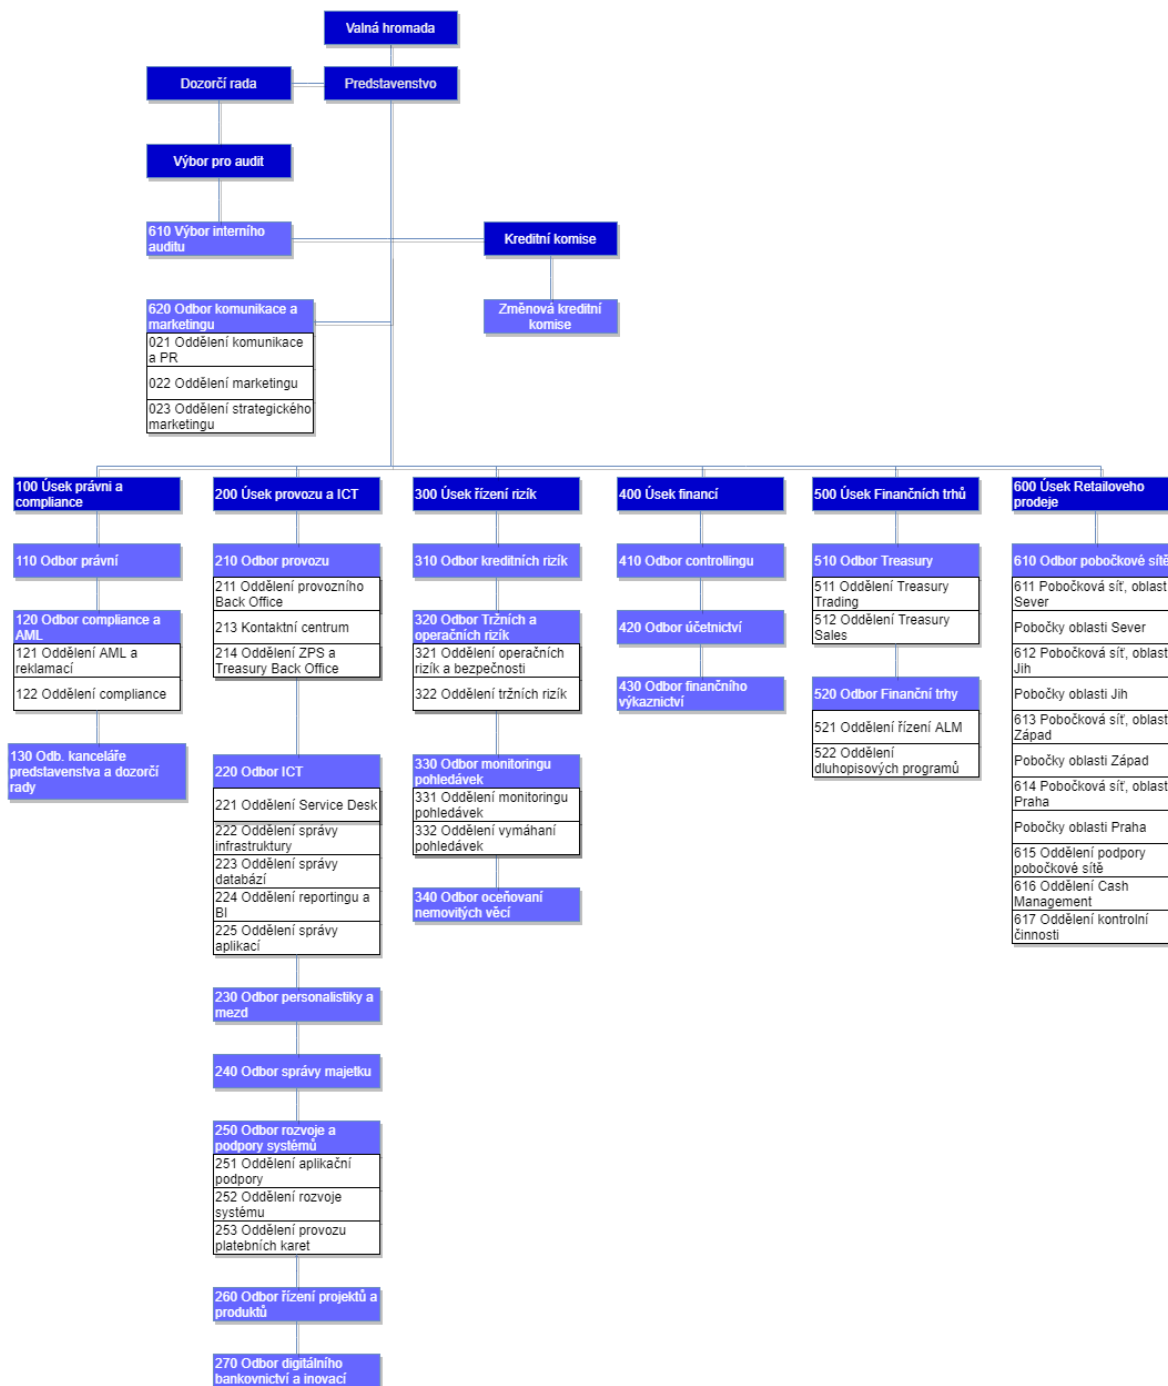 Valná hromada
Dozorčí rada
Predstavenstvo
Výbor pro audit
610 Výbor interního
auditu
Kreditní komise
620 Odbor komunikace a
marketingu
021 Oddělení komunikace
a PR
022 Oddělení marketingu
023 Oddělení strategického
marketingu
Změnová kreditní
komise
100 Úsek právni a
compliance
110 Odbor právní
120 Odbor compliance a
AML
121 Oddělení AML a
reklamací
122 Oddělení compliance
130 Odb. kanceláře
predstavenstva a dozorčí
rady
200 Úsek provozu a ICT
210 Odbor provozu
211 Oddělení provozního
Back Office
213 Kontaktní centrum
214 Oddělení ZPS a
Treasury Back Office
220 Odbor ICT
221 Oddělení Service Desk
222 Oddělení správy
infrastruktury
223 Oddělení správy
databází
224 Oddělení reportingu a
BI
225 Oddělení správy
aplikací
230 Odbor personalistiky a
mezd
240 Odbor správy majetku
250 Odbor rozvoje a
podpory systémů
251 Oddělení aplikační
podpory
252 Oddělení rozvoje
systému
253 Oddělení provozu
platebních karet
260 Odbor řízení projektů a
produktů
270 Odbor digitálního
bankovnictví a inovací
300 Úsek řízení rizík
310 Odbor kreditních rizík
320 Odbor Tržních a
operačních rizík
321 Oddělení operačních
rizík a bezpečnosti
322 Oddělení tržních rizík
330 Odbor monitoringu
pohledávek
331 Oddělení monitoringu
pohledávek
332 Oddělení vymáhaní
pohledávek
340 Odbor oceňovaní
nemovitých věcí
400 Úsek financí
410 Odbor controllingu
420 Odbor účetnictví
430 Odbor finančního
výkaznictví
500 Úsek Finančních trhů
510 Odbor Treasury
511 Oddělení Treasury
Trading
512 Oddělení Treasury
Sales
520 Odbor Finanční trhy
521 Oddělení řízení ALM
522 Oddělení
dluhopisových programů
600 Úsek Retailoveho
prodeje
610 Odbor pobočkové sítě
611 Pobočková síť, oblast
Sever
Pobočky oblasti Sever
612 Pobočková síť, oblast
Jih
Pobočky oblasti Jih
613 Pobočková síť, oblast
Západ
Pobočky oblasti Západ
614 Pobočková síť, oblast
Praha
Pobočky oblasti Praha
615 Oddělení podpory
pobočkové sítě
616 Oddělení Cash
Management
617 Oddělení kontrolní
činnosti